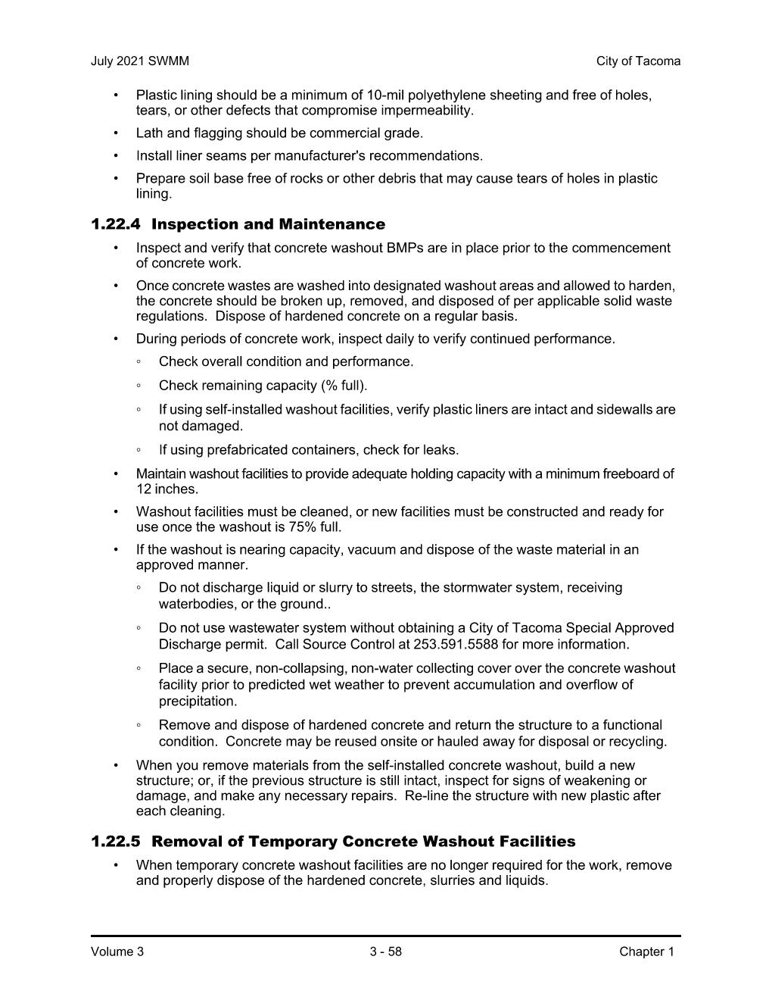 July 2021 SWMM
City of Tacoma
• Plastic lining should be a minimum of 10-mil polyethylene sheeting and free of holes,
tears, or other defects that compromise impermeability.
• Lath and flagging should be commercial grade.
• Install liner seams per manufacturer's recommendations.
• Prepare soil base free of rocks or other debris that may cause tears of holes in plastic
lining.
1.22.4 Inspection and Maintenance
• Inspect and verify that concrete washout BMPs are in place prior to the commencement
of concrete work.
• Once concrete wastes are washed into designated washout areas and allowed to harden,
the concrete should be broken up, removed, and disposed of per applicable solid waste
regulations. Dispose of hardened concrete on a regular basis.
• During periods of concrete work, inspect daily to verify continued performance.
◦ Check overall condition and performance.
◦ Check remaining capacity (% full).
◦ If using self-installed washout facilities, verify plastic liners are intact and sidewalls are
not damaged.
◦ If using prefabricated containers, check for leaks.
• Maintain washout facilities to provide adequate holding capacity with a minimum freeboard of
12 inches.
• Washout facilities must be cleaned, or new facilities must be constructed and ready for
use once the washout is 75% full.
• If the washout is nearing capacity, vacuum and dispose of the waste material in an
approved manner.
◦ Do not discharge liquid or slurry to streets, the stormwater system, receiving
waterbodies, or the ground..
◦ Do not use wastewater system without obtaining a City of Tacoma Special Approved
Discharge permit. Call Source Control at 253.591.5588 for more information.
◦ Place a secure, non-collapsing, non-water collecting cover over the concrete washout
facility prior to predicted wet weather to prevent accumulation and overflow of
precipitation.
◦ Remove and dispose of hardened concrete and return the structure to a functional
condition. Concrete may be reused onsite or hauled away for disposal or recycling.
• When you remove materials from the self-installed concrete washout, build a new
structure; or, if the previous structure is still intact, inspect for signs of weakening or
damage, and make any necessary repairs. Re-line the structure with new plastic after
each cleaning.
1.22.5 Removal of Temporary Concrete Washout Facilities
• When temporary concrete washout facilities are no longer required for the work, remove
and properly dispose of the hardened concrete, slurries and liquids.
Volume 3
3 - 58
Chapter 1